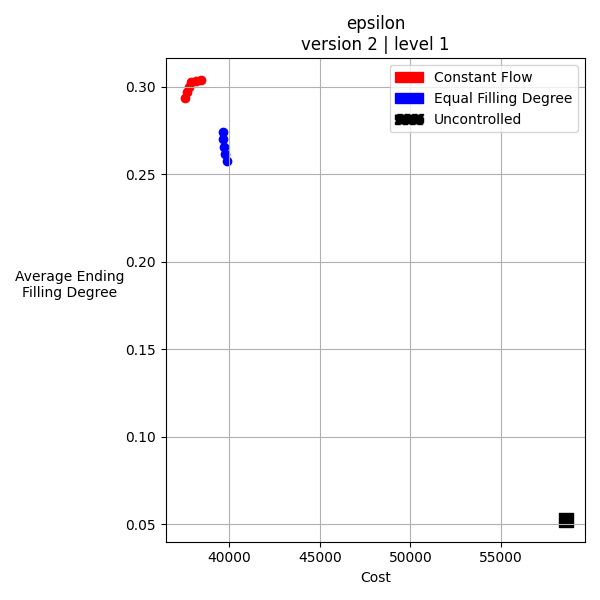 epsilon
version 2 | level 1
Constant Flow
Equal Filling Degree
Uncontrolled
0.30
0.25
0.20
0.15
0.10
0.05
Average Ending
Filling Degree
40000
45000
50000
55000
Cost